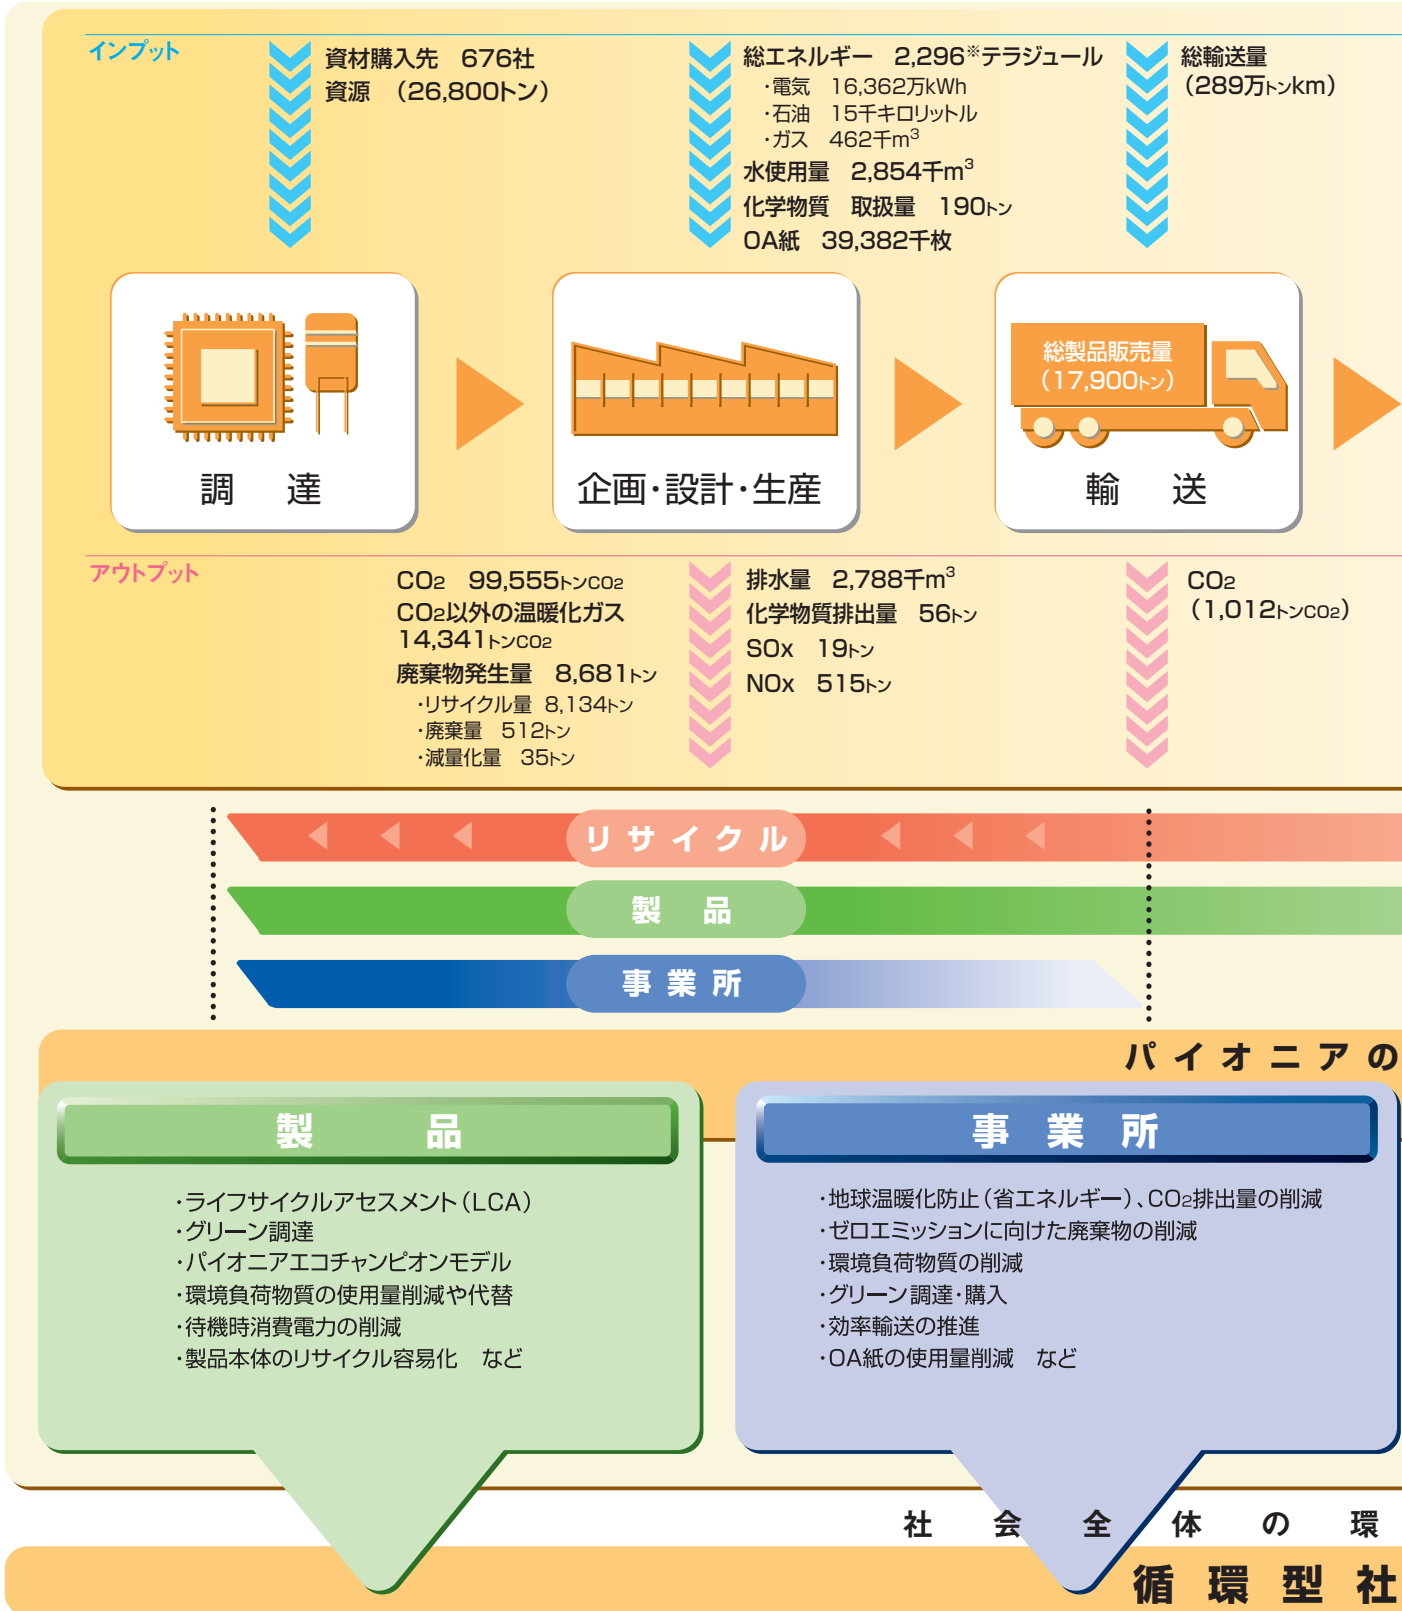 インプット
資材購入先 676社
資源 (26,800トン)
総エネルギー 2,296※テラジュール
・電気 16,362万kWh
・石油 15千キロリットル
・ガス 462千m³
水使用量 2,854千m³
化学物質 取扱量 190トン
OA紙 39,382千枚
総輸送量
(289万トンkm)
調 達
企画・設計・生産
総製品販売量
(17,900トン)
輸 送
アウトプット
CO2 99,555トンCO2
CO2以外の温暖化ガス
14,341トンCO2
廃棄物発生量 8,681トン
・リサイクル量 8,134トン
・廃棄量 512トン
・減量化量 35トン
排水量 2,788千m³
化学物質排出量 56トン
SOx 19トン
NOx 515トン
CO2
(1,012トンCO2)
リサイクル
製品
事業所
パイオニアの
製品
・ライフサイクルアセスメント(LCA)
・グリーン調達
・パイオニアエコチャンピオンモデル
・環境負荷物質の使用量削減や代替
・待機時消費電力の削減
・製品本体のリサイクル容易化 など
事業所
・地球温暖化防止(省エネルギー)、CO2排出量の削減
・ゼロエミッションに向けた廃棄物の削減
・環境負荷物質の削減
・グリーン調達・購入
・効率輸送の推進
・OA紙の使用量削減 など
社会全体の環
循環型社